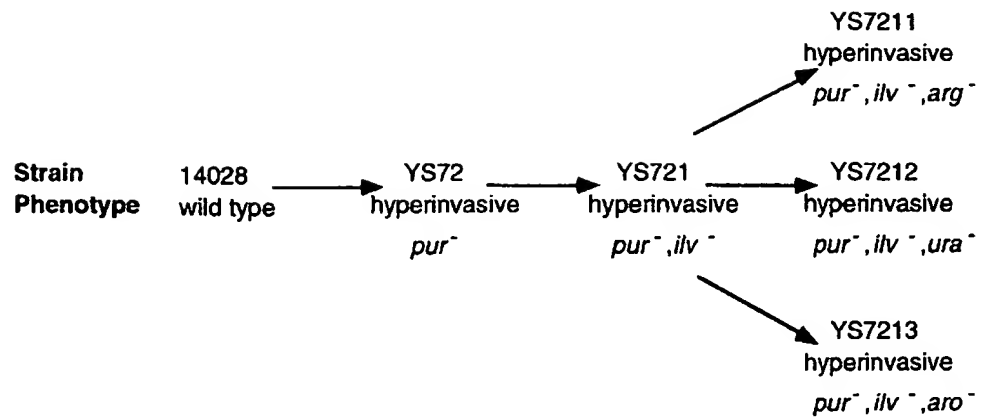 YS7211
hyperinvasive
pur⁻, ilv ⁻, arg⁻
Strain
Phenotype
14028
wild type
YS72
hyperinvasive
pur⁻
YS721
hyperinvasive
pur⁻, ilv ⁻
YS7212
hyperinvasive
pur⁻, ilv ⁻, ura⁻
YS7213
hyperinvasive
pur⁻, ilv ⁻, aro⁻